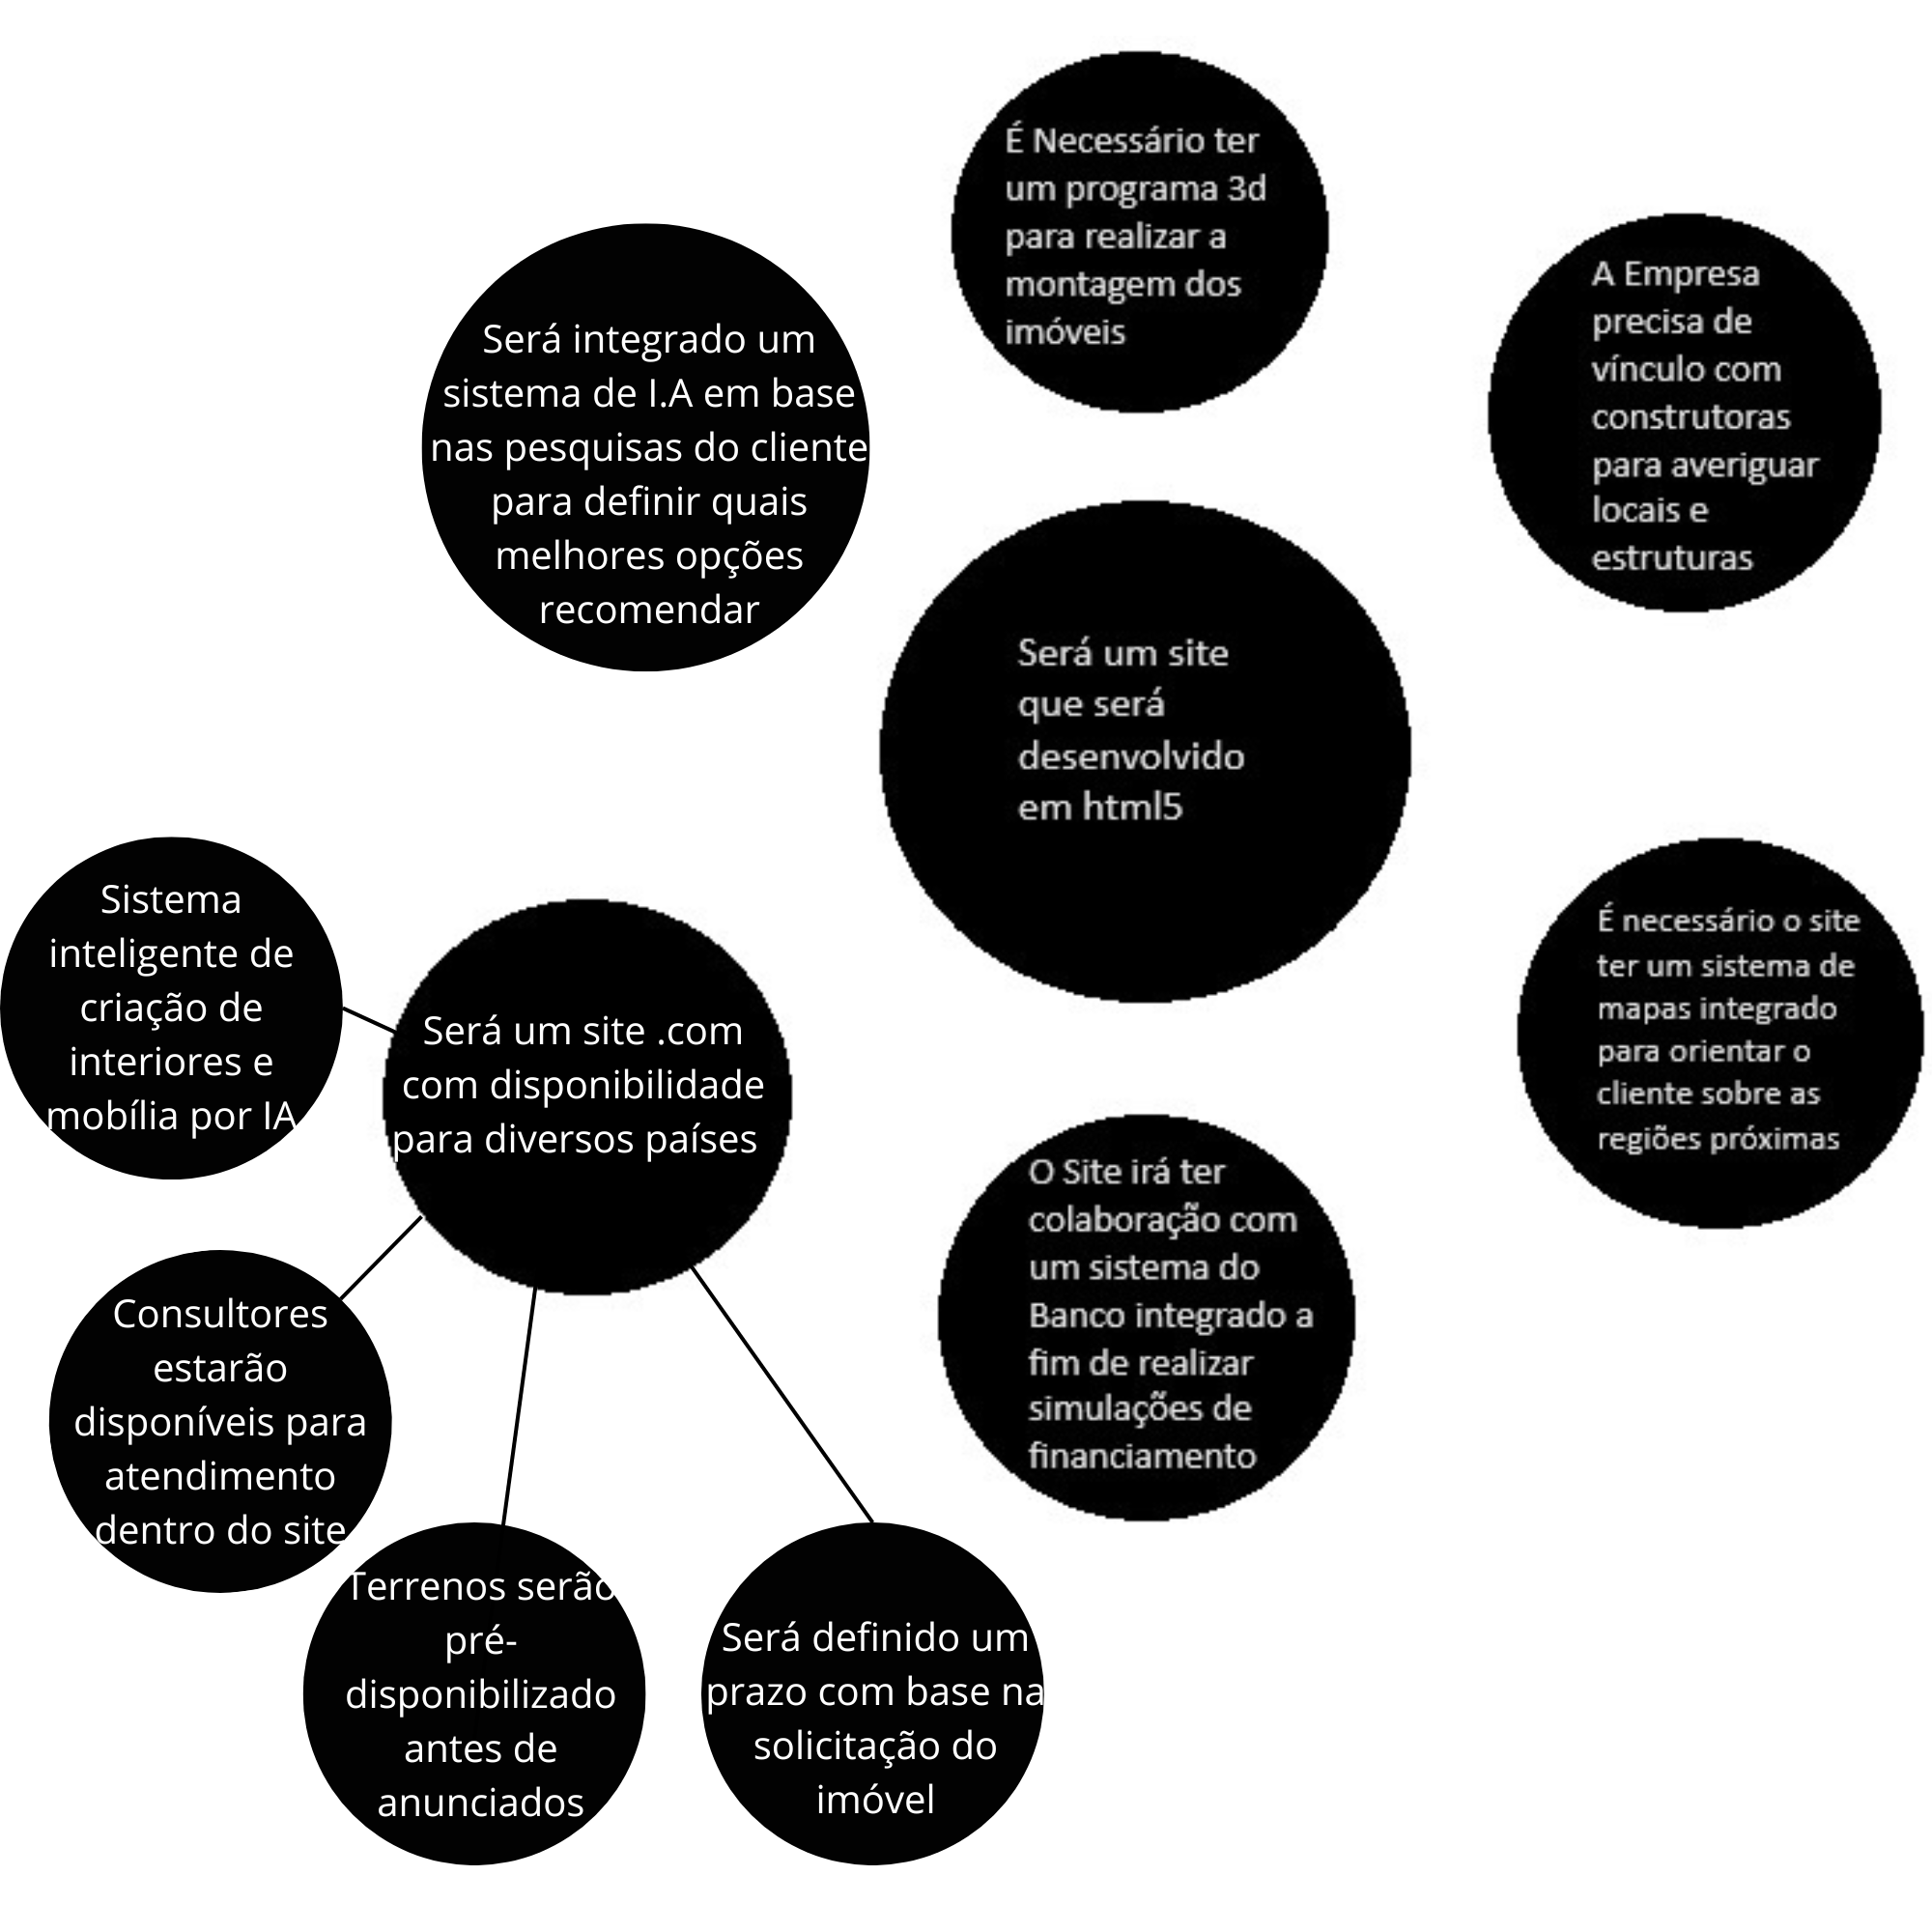 É Necessário ter
um programa 3d
para realizar a
montagem dos
imóveis
A Empresa
precisa de
vínculo com
construtoras
para averiguar
locais e
estruturas
Será integrado um
sistema de I.A em base
nas pesquisas do cliente
para definir quais
melhores opções
recomendar
Será um site
que será
desenvolvido
em html5
Sistema
inteligente de
criação de
interiores e
mobília por IA
Será um site .com
com disponibilidade
para diversos países
É necessário o site
ter um sistema de
mapas integrado
para orientar o
cliente sobre as
regiões próximas
O Site irá ter
colaboração com
um sistema do
Banco integrado a
fim de realizar
simulações de
financiamento
Consultores
estarão
disponíveis para
atendimento
dentro do site
Terrenos serão
pré-
disponibilizado
antes de
anunciados
Será definido um
prazo com base na
solicitação do
imóvel